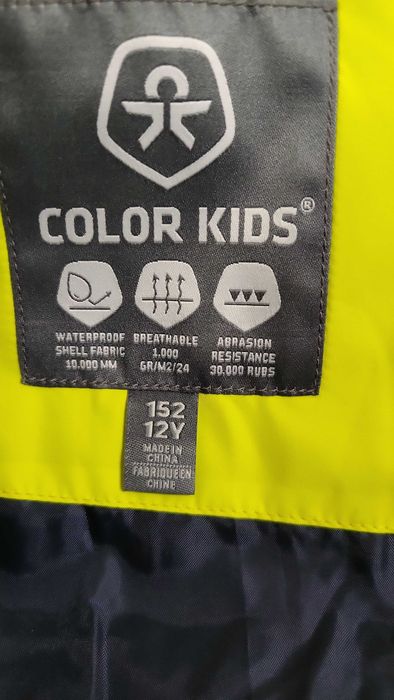 COLOR KIDS®
WATERPROOF
SHELL FABRIC
10.000 MM
BREATHABLE
1.000
GR/M2/24
ABRASION
RESISTANCE
30.000 RUBS
152
12Y
MADE IN
CHINA
FABRIQUÉ EN
CHINE